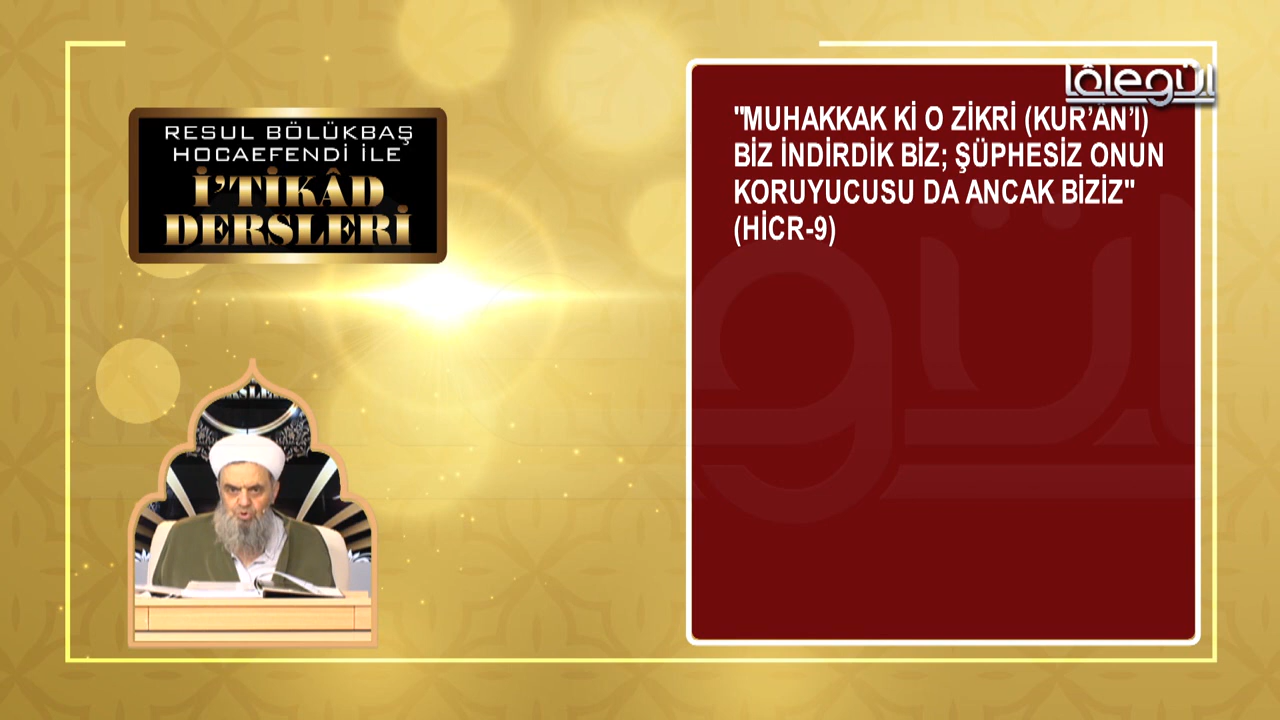 RESUL BÖLÜKBAŞ
HOCAEFENDİ İLE
İ'TİKÂD
DERSLERİ
lâlegül
"MUHAKKAK Kİ O ZİKRİ (KUR’ÂN’I)
BİZ İNDİRDİK BİZ; ŞÜPHESİZ ONUN
KORUYUCUSU DA ANCAK BİZİZ"
(HİCR-9)